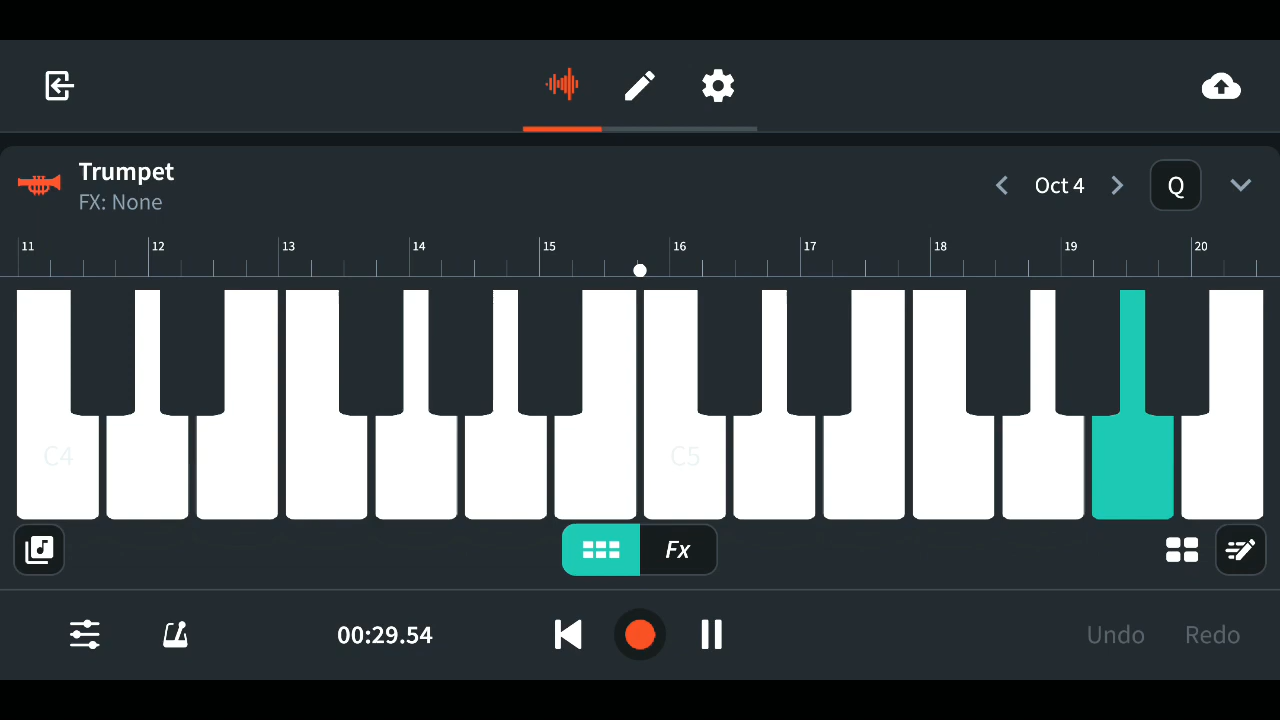 Trumpet
FX: None
Oct 4
Q
11 12 13 14 15 16 17 18 19 20
C4 C5
Fx
00:29.54
Undo Redo